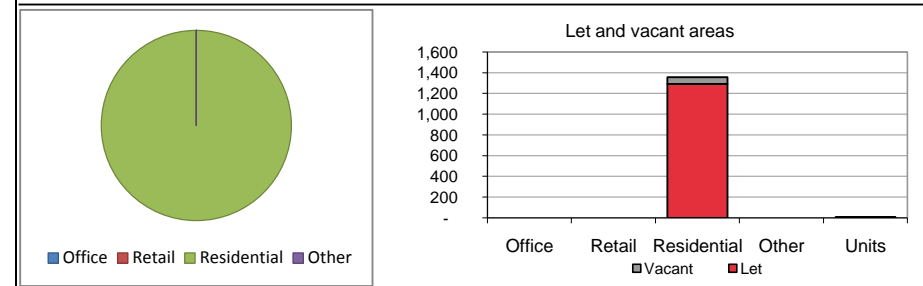 Office Retail Residential Other
Let and vacant areas
1,600
1,400
1,200
1,000
800
600
400
200
-
Office Retail Residential Other Units
Vacant Let